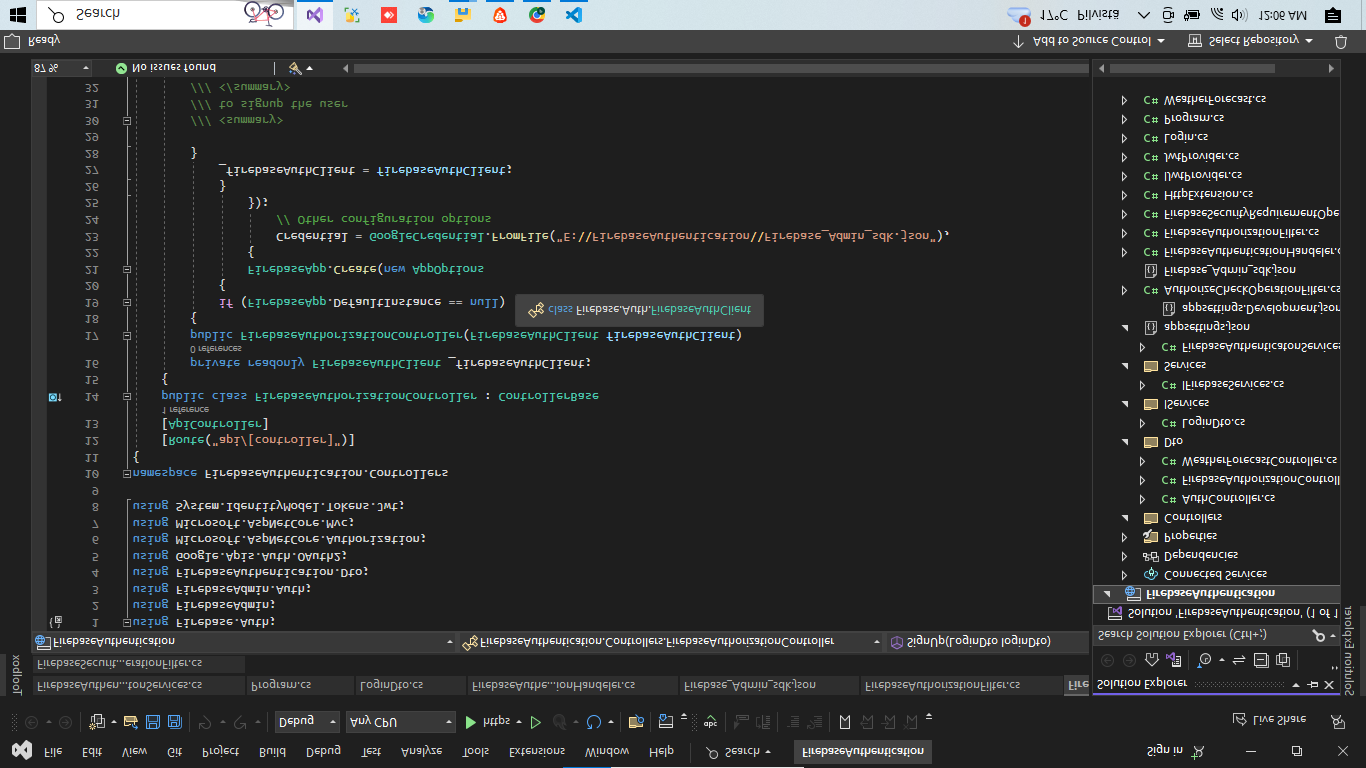 File Edit View Git Project Build Debug Test Analyze Tools Extensions Window Help Search FirebaseAuthentication Sign in
Debug Any CPU https Live Share
FirebaseAuthen...tonServices.cs Program.cs LoginDto.cs FirebaseAuthe...ionHandeler.cs Firebase_Admin_sdk.json FirebaseAuthorizationFilter.cs Fire
FirebaseSecurit...erationFilter.cs
Toolbox
FirebaseAuthentication FirebaseAuthentication.Controllers.FirebaseAuthorizationController SignUp(LoginDto loginDto)
1 using Firebase.Auth;
2 using FirebaseAdmin;
3 using FirebaseAdmin.Auth;
4 using FirebaseAuthentication.Dto;
5 using Google.Apis.Auth.OAuth2;
6 using Microsoft.AspNetCore.Authorization;
7 using Microsoft.AspNetCore.Mvc;
8 using System.IdentityModel.Tokens.Jwt;
9
10 namespace FirebaseAuthentication.Controllers
11 {
12 [Route("api/[controller]")]
13 [ApiController]
1 reference
14 public class FirebaseAuthorizationController : ControllerBase
15 {
16 private readonly FirebaseAuthClient _firebaseAuthClient;
0 references
17 public FirebaseAuthorizationController(FirebaseAuthClient firebaseAuthClient)
18 {
class Firebase.Auth.FirebaseAuthClient
19 if (FirebaseApp.DefaultInstance == null)
20 {
21 FirebaseApp.Create(new AppOptions
22 {
23 Credential = GoogleCredential.FromFile("E:\\FirebaseAuthentication\\Firebase_Admin_sdk.json"),
24 // Other configuration options
25 });
26 }
27 _firebaseAuthClient = firebaseAuthClient;
28 }
29
30 /// <summary>
31 /// to signup the user
32 /// </summary>
87 % No issues found
Solution Explorer
Search Solution Explorer (Ctrl+;)
Solution 'FirebaseAuthentication' (1 of 1
FirebaseAuthentication
Connected Services
Dependencies
Properties
Controllers
C# AuthController.cs
C# FirebaseAuthorizationControll
C# WeatherForecastController.cs
Dto
C# LoginDto.cs
IServices
C# IFirebaseServices.cs
Services
C# FirebaseAuthenticatonServices
appsettings.json
appsettings.Development.json
C# AuthorizeCheckOperationFilter.cs
Firebase_Admin_sdk.json
C# FirebaseAuthenticationHandeler.cs
C# FirebaseAuthorizationFilter.cs
C# FirebaseSecurityRequirementOpe
C# HttpExtension.cs
C# IJwtProvider.cs
C# JwtProvider.cs
C# Login.cs
C# Program.cs
C# WeatherForecast.cs
Solution Explorer
Ready Add to Source Control Select Repository
Search 1 17°C Pilvistä 12:06 AM